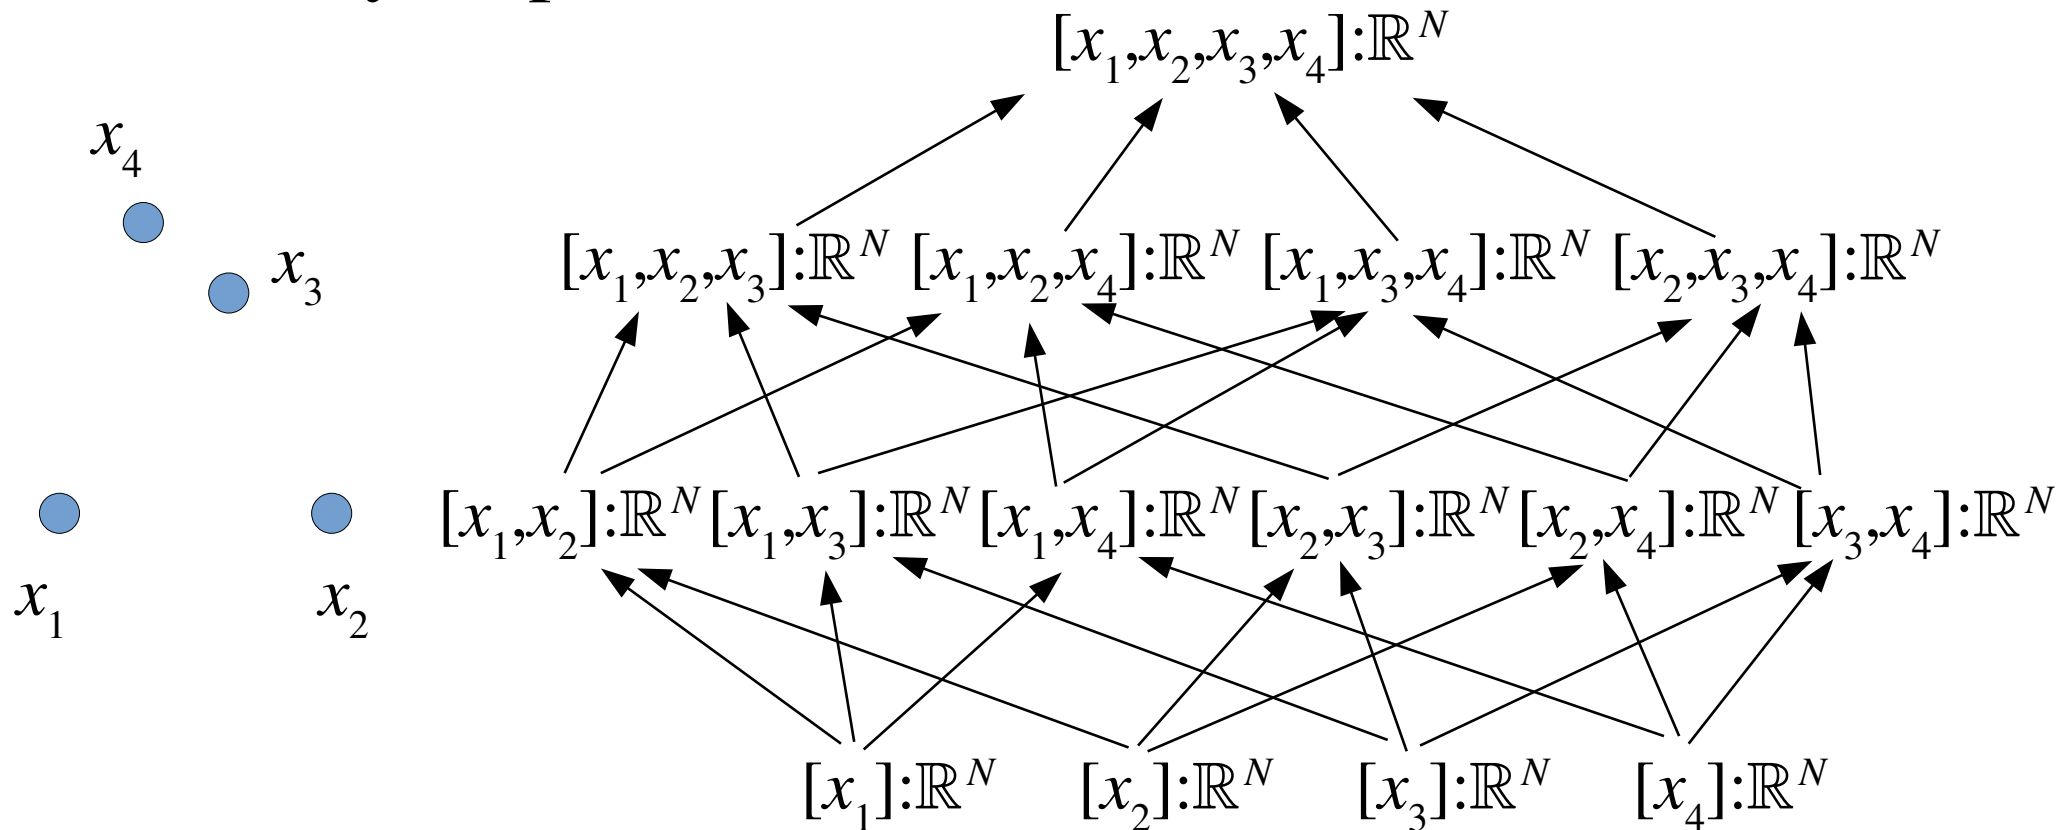 [x₁,x₂,x₃,x₄]:ℝᴺ
x₄
x₃
[x₁,x₂,x₃]:ℝᴺ [x₁,x₂,x₄]:ℝᴺ [x₁,x₃,x₄]:ℝᴺ [x₂,x₃,x₄]:ℝᴺ
[x₁,x₂]:ℝᴺ [x₁,x₃]:ℝᴺ [x₁,x₄]:ℝᴺ [x₂,x₃]:ℝᴺ [x₂,x₄]:ℝᴺ [x₃,x₄]:ℝᴺ
x₁ x₂
[x₁]:ℝᴺ [x₂]:ℝᴺ [x₃]:ℝᴺ [x₄]:ℝᴺ